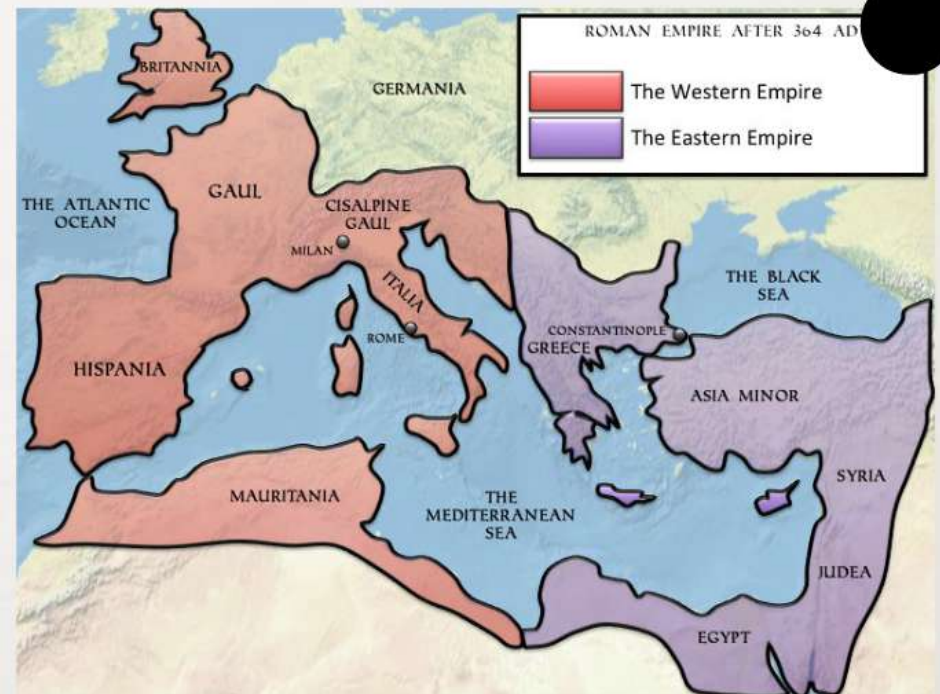 ROMAN EMPIRE AFTER 364 AD
The Western Empire
The Eastern Empire
BRITANNIA
GERMANIA
THE ATLANTIC
OCEAN
GAUL
CISALPINE
GAUL
MILAN
ITALIA
ROME
THE BLACK
SEA
CONSTANTINOPLE
GREECE
HISPANIA
ASIA MINOR
SYRIA
MAURITANIA
THE
MEDITERRANEAN
SEA
JUDEA
EGYPT